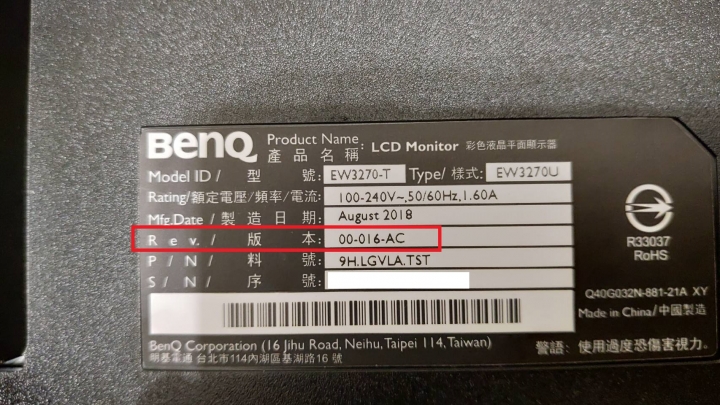 BenQ Product Name: LCD Monitor 彩色液晶平面顯示器
產品名稱
Model ID / 型號: EW3270-T Type/樣式: EW3270U
Rating/額定電壓/頻率/電流: 100-240V~,50/60Hz,1.60A
Mfg.Date / 製造日期: August 2018
Rev. / 版本: 00-016-AC
P/N/ 料號: 9H.LGVLA.TST
S/N/ 序號:
R33037
RoHS
Q40G032N-881-21A XY
Made in China/中國製造
BenQ Corporation (16 Jihu Road, Neihu, Taipei 114, Taiwan)
明基電通 台北市114內湖區基湖路16號
警語: 使用過度恐傷害視力。